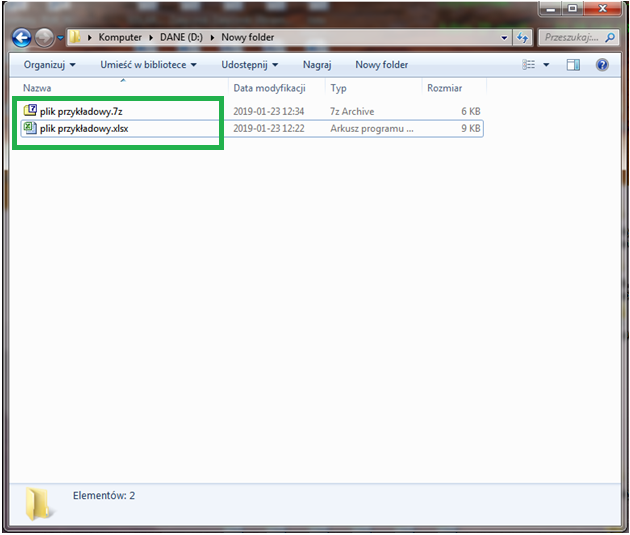 Komputer DANE (D:) Nowy folder Przeszukaj:...
Organizuj Umieść w bibliotece Udostępnij Nagraj Nowy folder
Nazwa Data modyfikacji Typ Rozmiar
plik przykładowy.7z 2019-01-23 12:34 7z Archive 6 KB
plik przykładowy.xlsx 2019-01-23 12:22 Arkusz programu ... 9 KB
Elementów: 2